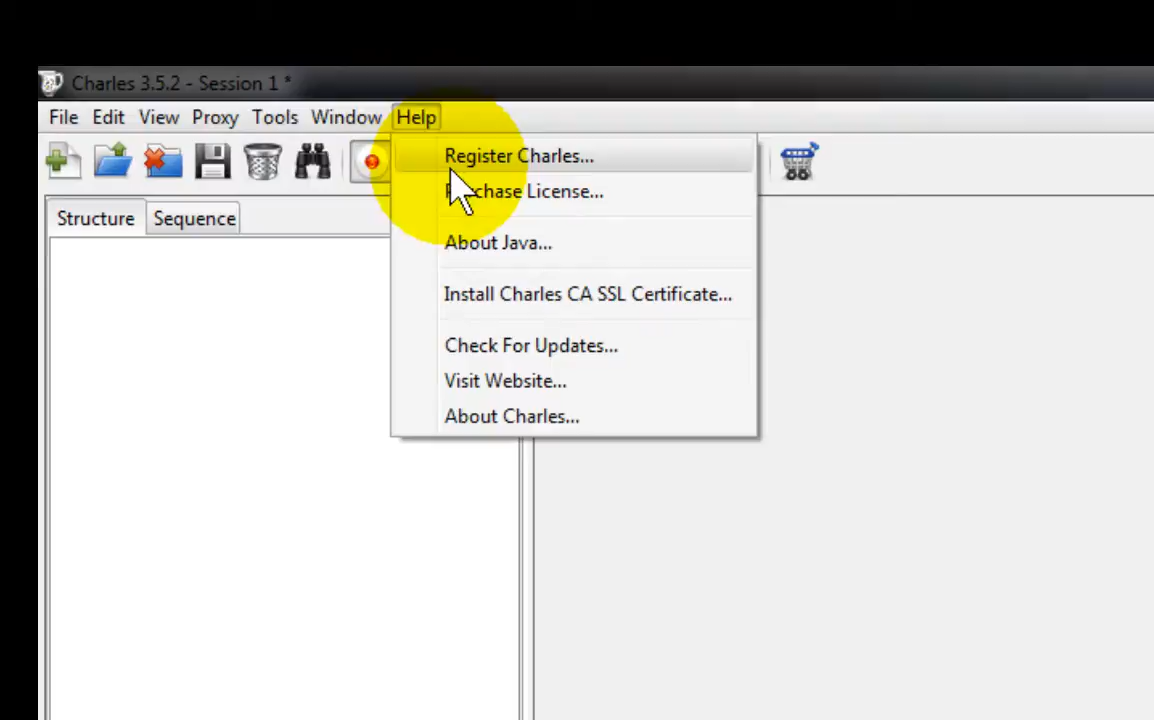 Charles 3.5.2 - Session 1 *
File Edit View Proxy Tools Window Help
Register Charles...
License...
Structure Sequence
About Java...
Install Charles CA SSL Certificate...
Check For Updates...
Visit Website...
About Charles...